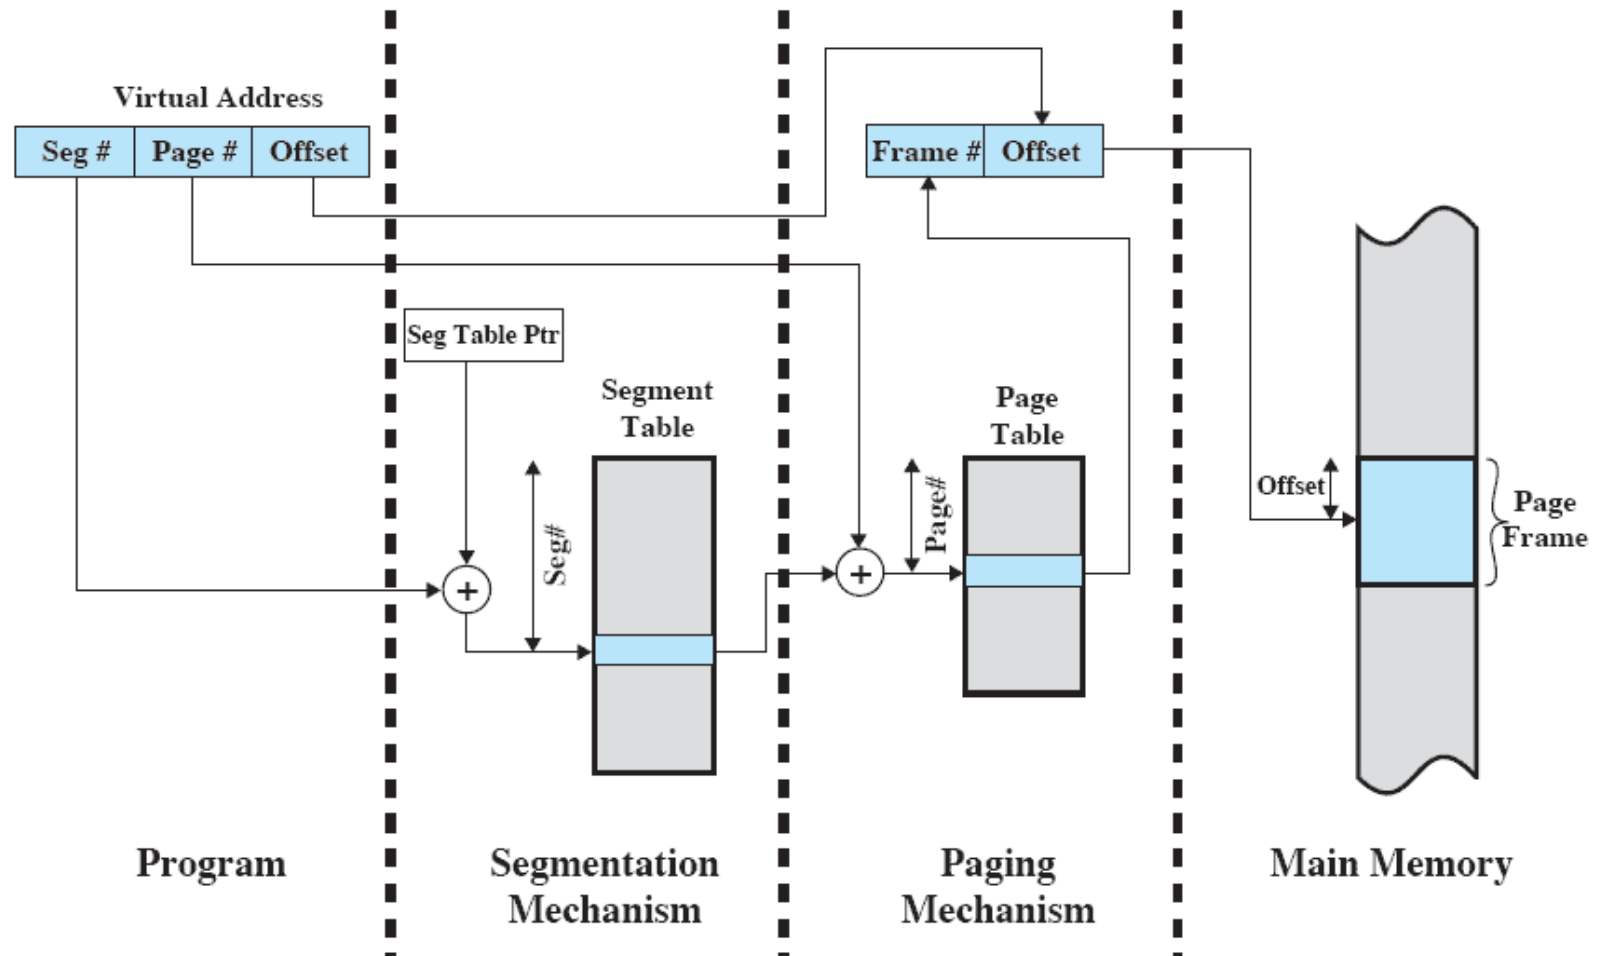 Virtual Address
Seg #
Page #
Offset
Frame #
Offset
Seg Table Ptr
Segment
Table
Page
Table
Seg#
Page#
+
+
Offset
Page
Frame
Program
Segmentation
Mechanism
Paging
Mechanism
Main Memory